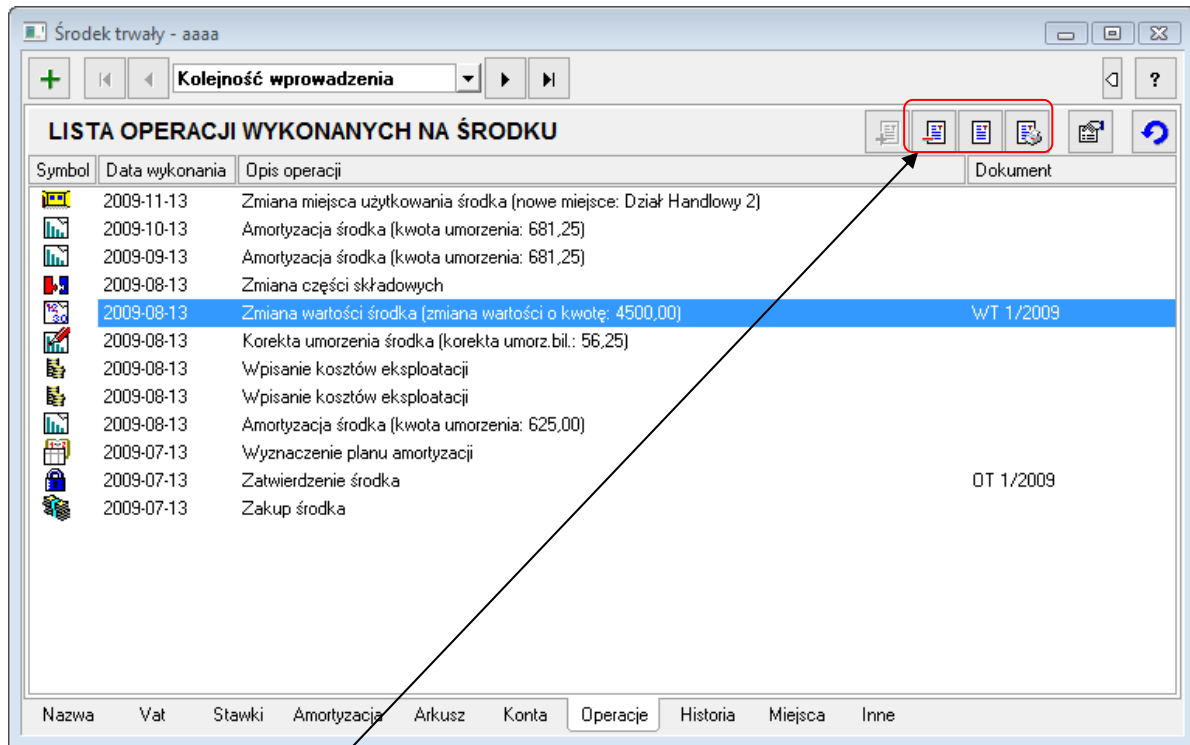 Środek trwały - aaaa
Kolejność wprowadzenia
?
LISTA OPERACJI WYKONANYCH NA ŚRODKU
Symbol Data wykonania Opis operacji Dokument
2009-11-13 Zmiana miejsca użytkowania środka (nowe miejsce: Dział Handlowy 2)
2009-10-13 Amortyzacja środka (kwota umorzenia: 681,25)
2009-09-13 Amortyzacja środka (kwota umorzenia: 681,25)
2009-08-13 Zmiana części składowych
2009-08-13 Zmiana wartości środka (zmiana wartości o kwotę: 4500,00) WT 1/2009
2009-08-13 Korekta umorzenia środka (korekta umorz.bil.: 56,25)
2009-08-13 Wpisanie kosztów eksploatacji
2009-08-13 Wpisanie kosztów eksploatacji
2009-08-13 Amortyzacja środka (kwota umorzenia: 625,00)
2009-07-13 Wyznaczenie planu amortyzacji
2009-07-13 Zatwierdzenie środka OT 1/2009
2009-07-13 Zakup środka
Nazwa Vat Stawki Amortyzacja Arkusz Konta Operacje Historia Miejsca Inne